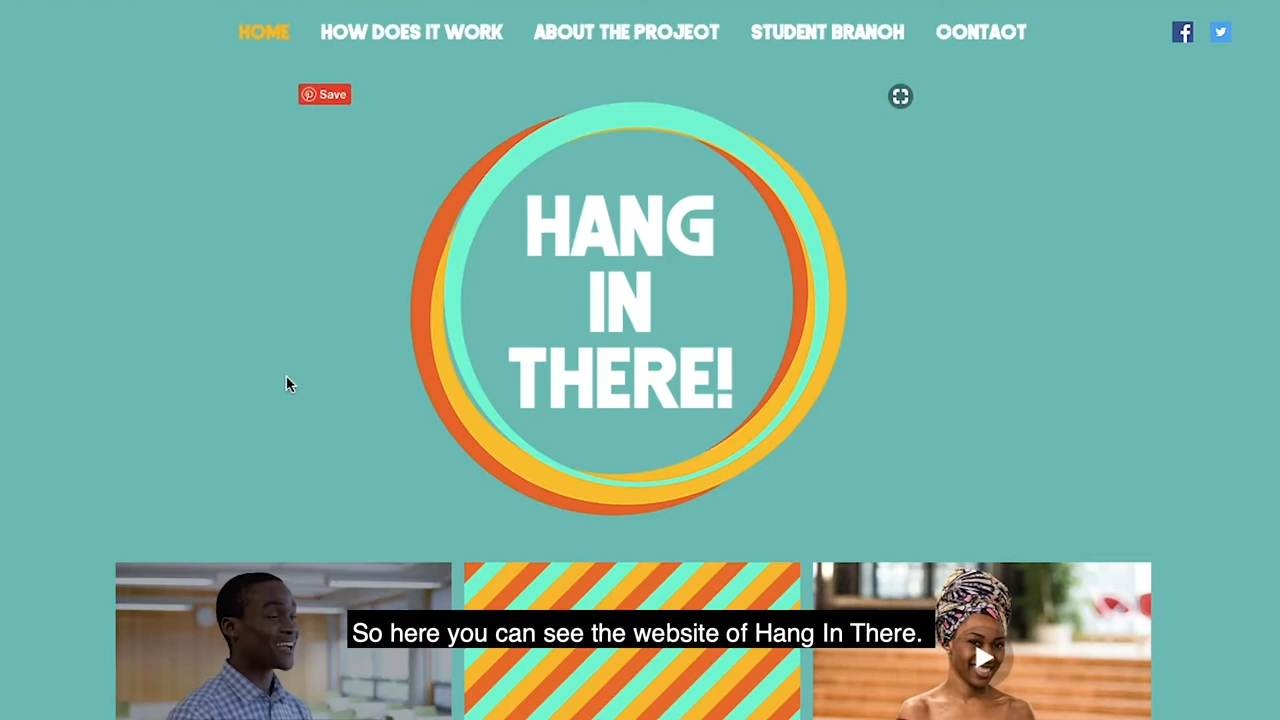 HOME HOW DOES IT WORK ABOUT THE PROJECT STUDENT BRANCH CONTACT
Save
HANG
IN
THERE!
So here you can see the website of Hang In There.